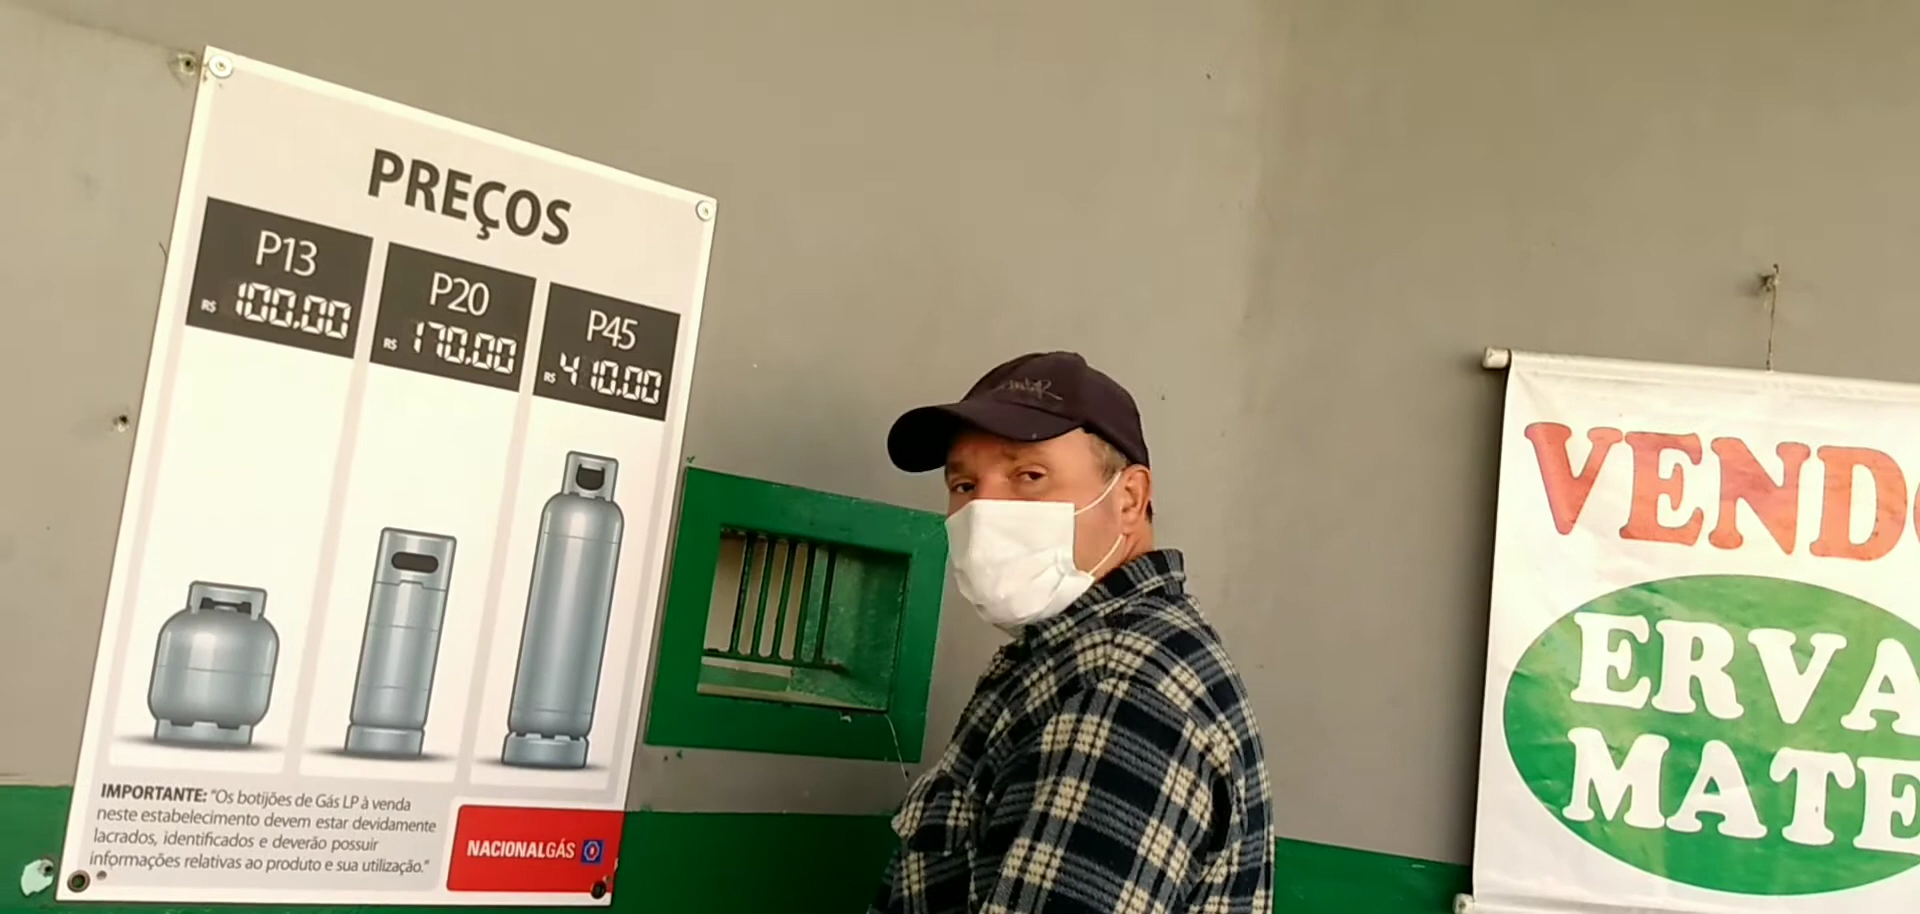 PREÇOS
P13
R$ 100.00
P20
R$ 170.00
P45
R$ 410.00
IMPORTANTE: "Os botijões de Gás LP à venda
neste estabelecimento devem estar devidamente
lacrados, identificados e deverão possuir
informações relativas ao produto e sua utilização."
NACIONALGÁS
VENDO
ERVA
MATE